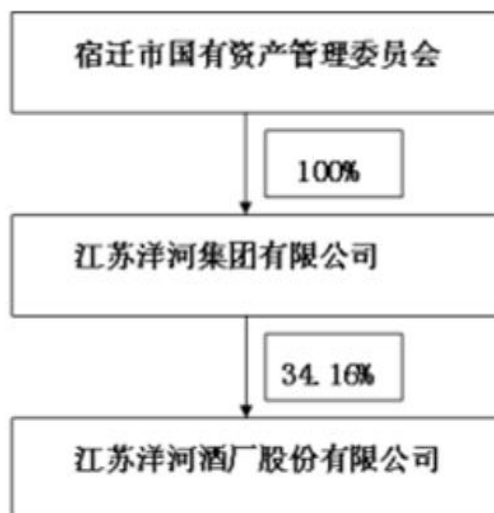 宿迁市国有资产管理委员会
100%
江苏洋河集团有限公司
34.16%
江苏洋河酒厂股份有限公司